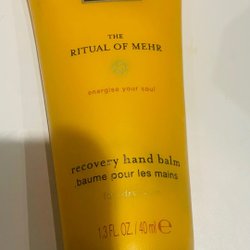 THE
RITUAL OF MEHR
energise your soul
recovery hand balm
baume pour les mains
1.3 FL.OZ. / 40 ml e